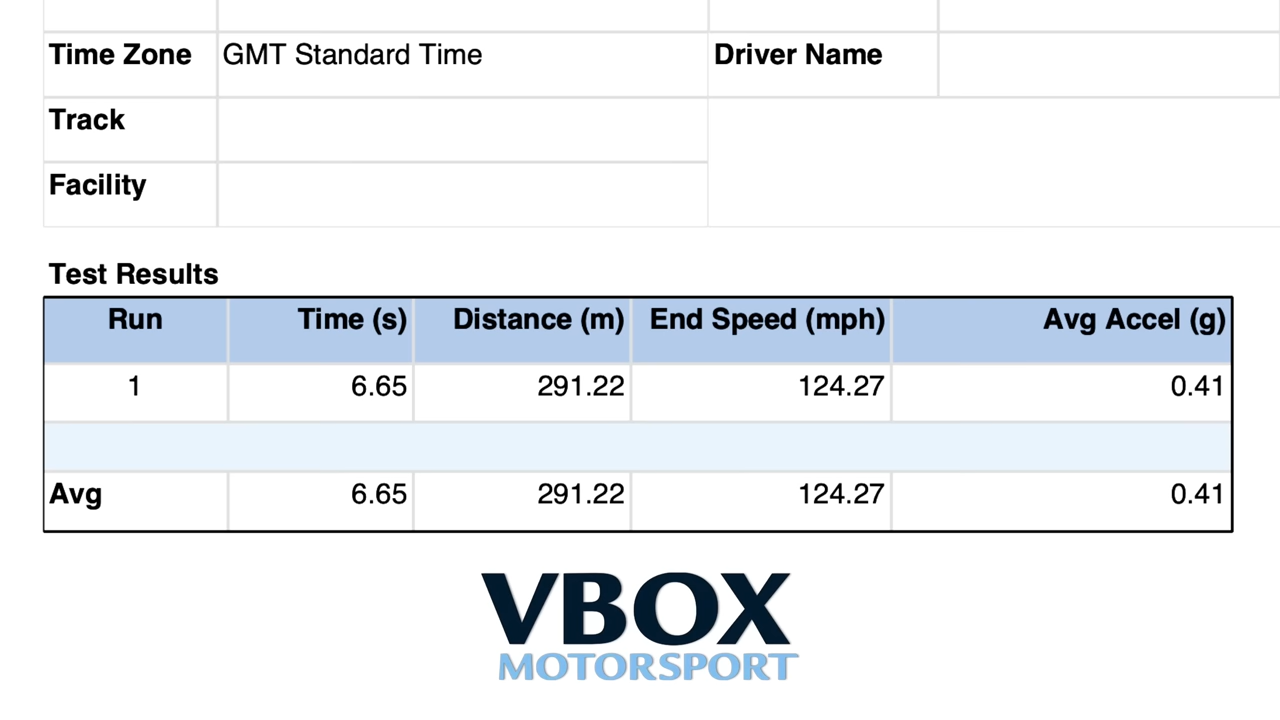 Time Zone GMT Standard Time Driver Name
Track
Facility
Test Results
Run Time (s) Distance (m) End Speed (mph) Avg Accel (g)
1 6.65 291.22 124.27 0.41
Avg 6.65 291.22 124.27 0.41
VBOX
MOTORSPORT